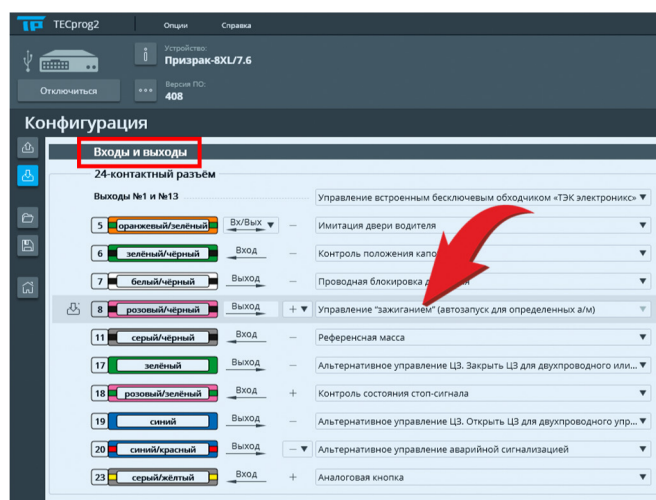 TECprog2 Опции Справка
Устройство:
Призрак-8XL/7.6
Отключиться
Версия ПО:
408
Конфигурация
Входы и выходы
24-контактный разъём
Выходы №1 и №13 Управление встроенным бесключевым обходчиком «ТЭК электроникс»
5 оранжевый/зелёный Вх/Вых – Имитация двери водителя
6 зелёный/чёрный Вход – Контроль положения капо
7 белый/чёрный Выход – Проводная блокировка
8 розовый/чёрный Выход + Управление "зажиганием" (автозапуск для определенных а/м)
11 серый/чёрный Вход – Референсная масса
17 зелёный Выход – Альтернативное управление ЦЗ. Закрыть ЦЗ для двухпроводного или...
18 розовый/зелёный Вход + Контроль состояния стоп-сигнала
19 синий Выход – Альтернативное управление ЦЗ. Открыть ЦЗ для двухпроводного упр...
20 синий/красный Выход – Альтернативное управление аварийной сигнализацией
23 серый/жёлтый Вход + Аналоговая кнопка